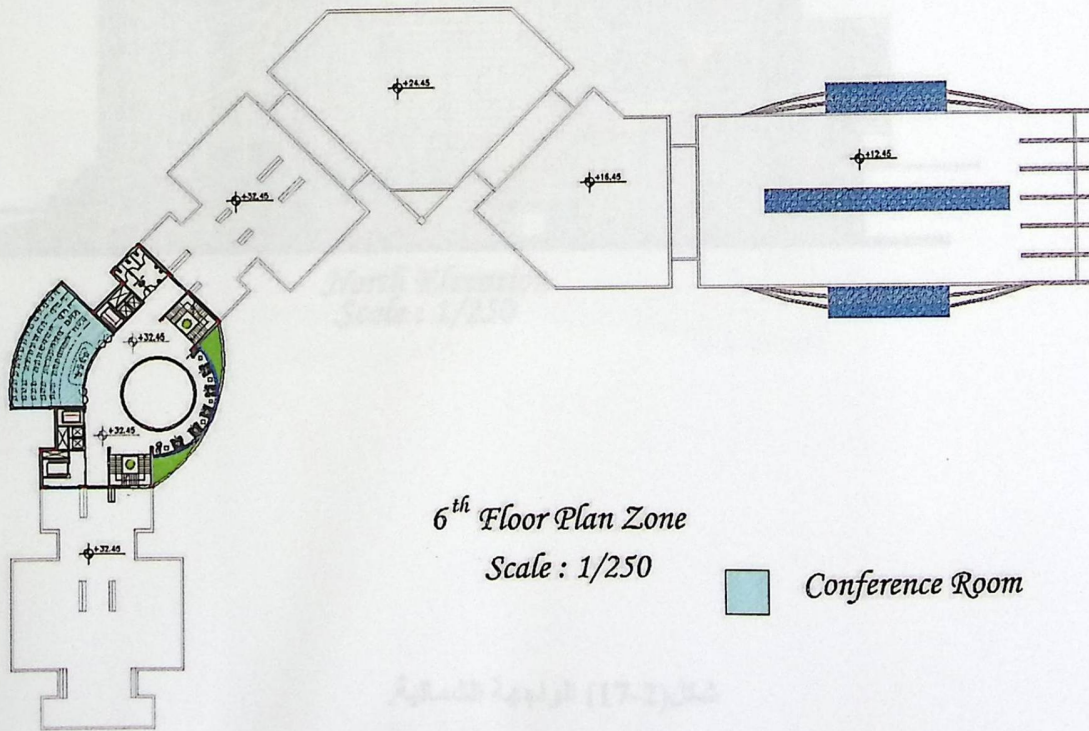 +24.45
+12.45
+16.45
+32.45
+32.45
+32.45
+32.45
6th Floor Plan Zone
Scale : 1/250
Conference Room
North Elevation
Scale : 1/250
شكل(2-17) الواجهة الشمالية